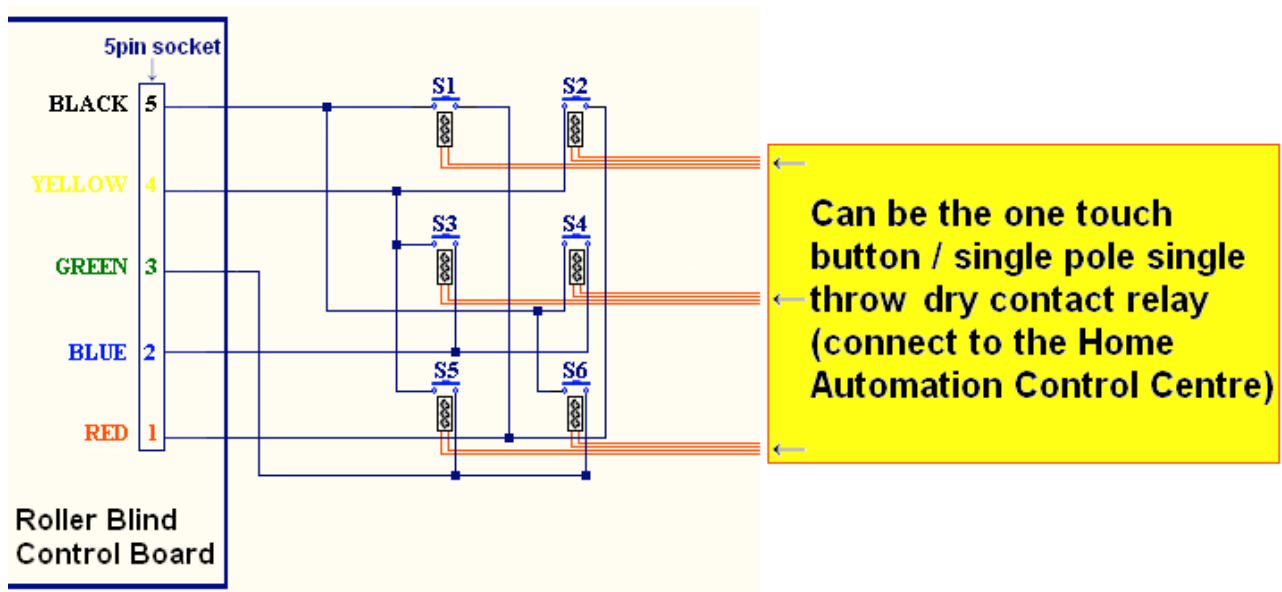 5pin socket
BLACK 5
S1
S2
YELLOW 4
S3
S4
GREEN 3
BLUE 2
S5
S6
RED 1
Roller Blind
Control Board
Can be the one touch
button / single pole single
throw dry contact relay
(connect to the Home
Automation Control Centre)